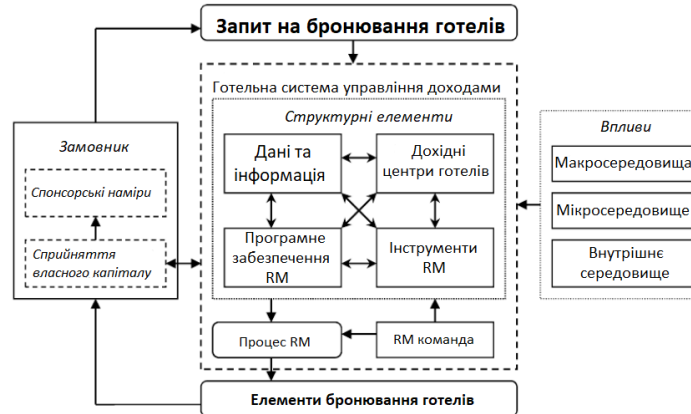 Запит на бронювання готелів
Готельна система управління доходами
Структурні елементи
Дані та
інформація
Дохідні
центри готелів
Програмне
забезпечення
RM
Інструменти
RM
Процес RM
RM команда
Замовник
Спонсорські наміри
Сприйняття
власного капіталу
Впливи
Макросередовища
Мікросередовище
Внутрішнє
середовище
Елементи бронювання готелів